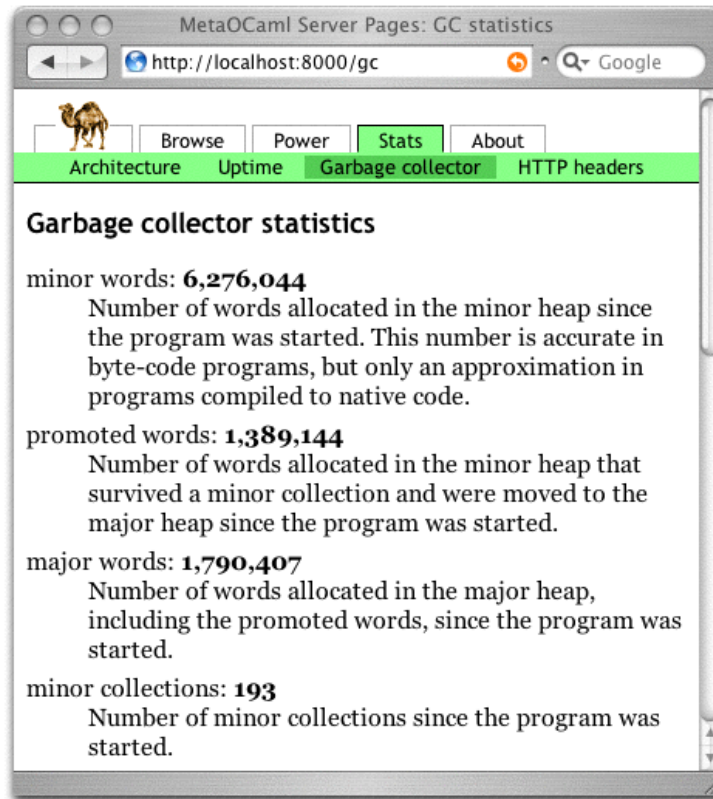 MetaOCaml Server Pages: GC statistics
http://localhost:8000/gc
Google
Browse Power Stats About
Architecture Uptime Garbage collector HTTP headers
Garbage collector statistics
minor words: 6,276,044
Number of words allocated in the minor heap since
the program was started. This number is accurate in
byte-code programs, but only an approximation in
programs compiled to native code.
promoted words: 1,389,144
Number of words allocated in the minor heap that
survived a minor collection and were moved to the
major heap since the program was started.
major words: 1,790,407
Number of words allocated in the major heap,
including the promoted words, since the program was
started.
minor collections: 193
Number of minor collections since the program was
started.